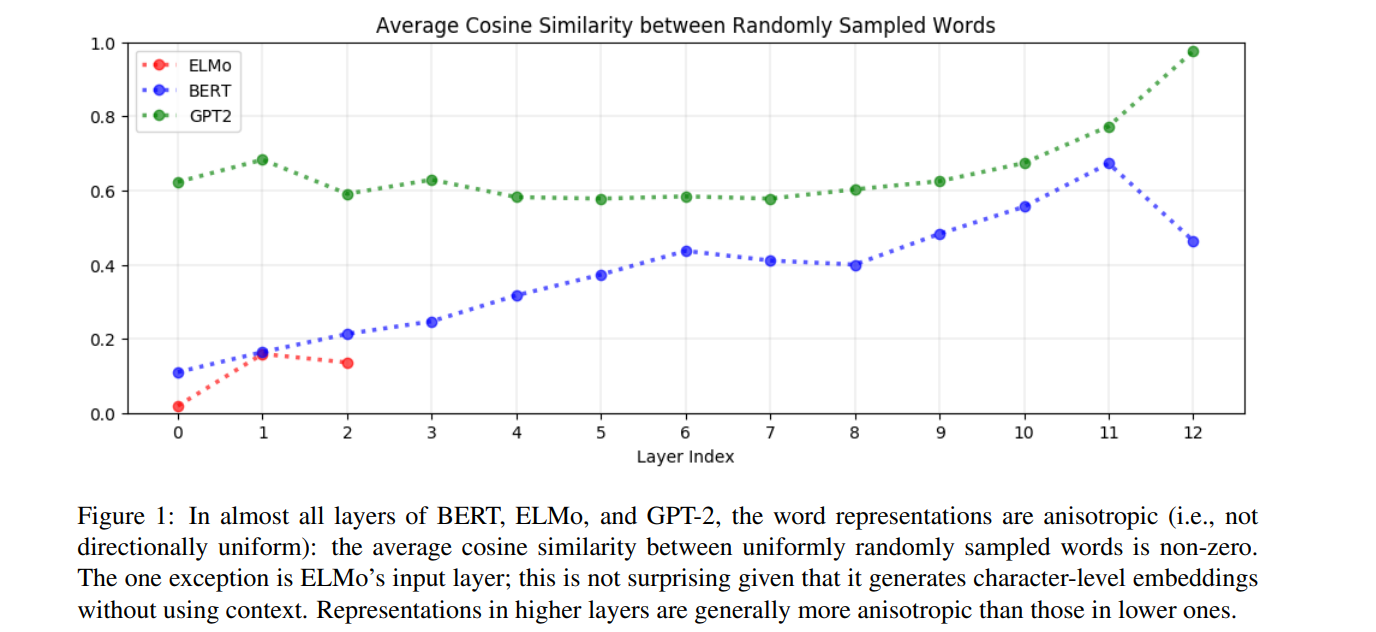 Average Cosine Similarity between Randomly Sampled Words
1.0
0.8
0.6
0.4
0.2
0.0
ELMo
BERT
GPT2
0 1 2 3 4 5 6 7 8 9 10 11 12
Layer Index
Figure 1: In almost all layers of BERT, ELMo, and GPT-2, the word representations are anisotropic (i.e., not
directionally uniform): the average cosine similarity between uniformly randomly sampled words is non-zero.
The one exception is ELMo's input layer; this is not surprising given that it generates character-level embeddings
without using context. Representations in higher layers are generally more anisotropic than those in lower ones.